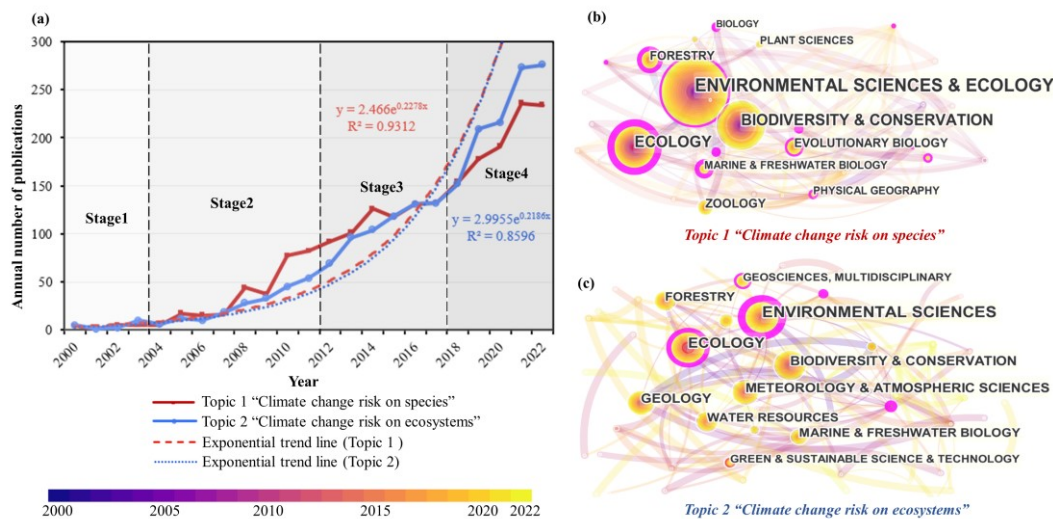 (a)
300
250
200
150
100
50
0
Annual number of publications
Stage1
Stage2
Stage3
Stage4
y = 2.466e^0.2278x
R² = 0.9312
y = 2.9955e^0.2186x
R² = 0.8596
2000
2002
2004
2006
2008
2010
2012
2014
2016
2018
2020
2022
Year
Topic 1 “Climate change risk on species”
Topic 2 “Climate change risk on ecosystems”
Exponential trend line (Topic 1 )
Exponential trend line (Topic 2)
2000 2005 2010 2015 2020 2022
(b)
BIOLOGY
PLANT SCIENCES
FORESTRY
ENVIRONMENTAL SCIENCES & ECOLOGY
BIODIVERSITY & CONSERVATION
ECOLOGY
EVOLUTIONARY BIOLOGY
MARINE & FRESHWATER BIOLOGY
PHYSICAL GEOGRAPHY
ZOOLOGY
Topic 1 “Climate change risk on species”
(c)
GEOSCIENCES, MULTIDISCIPLINARY
FORESTRY
ENVIRONMENTAL SCIENCES
ECOLOGY
BIODIVERSITY & CONSERVATION
METEOROLOGY & ATMOSPHERIC SCIENCES
GEOLOGY
WATER RESOURCES
MARINE & FRESHWATER BIOLOGY
GREEN & SUSTAINABLE SCIENCE & TECHNOLOGY
Topic 2 “Climate change risk on ecosystems”